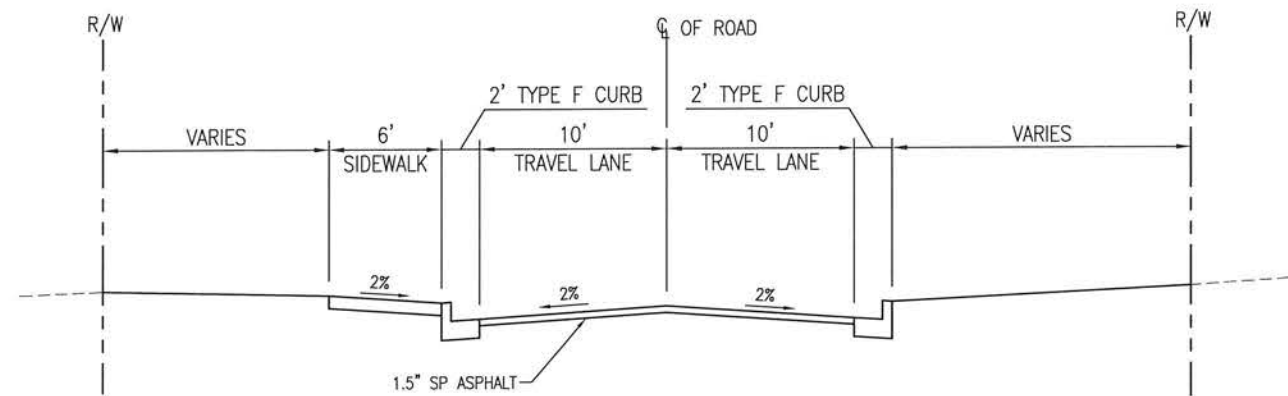 R/W
℄ OF ROAD
R/W
2' TYPE F CURB
2' TYPE F CURB
VARIES
6'
SIDEWALK
10'
TRAVEL LANE
10'
TRAVEL LANE
VARIES
2%
2%
2%
1.5" SP ASPHALT